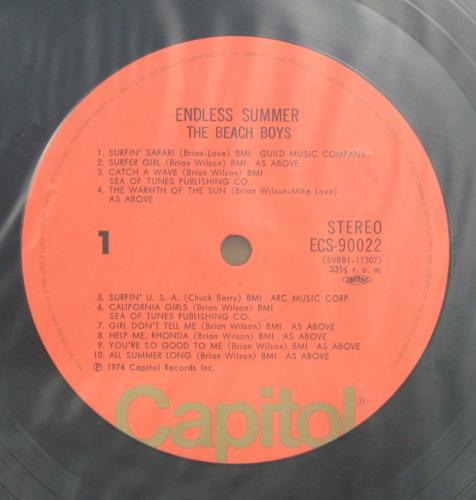 ENDLESS SUMMER
THE BEACH BOYS
1. SURFIN' SAFARI (Brian-Love) BMI GUILD MUSIC COMPANY
2. SURFER GIRL (Brian Wilson) BMI AS ABOVE
3. CATCH A WAVE (Brian Wilson) BMI
SEA OF TUNES PUBLISHING CO.
4. THE WARMTH OF THE SUN (Brian Wilson-Mike Love)
AS ABOVE
1
STEREO
ECS-90022
(SVBB1-11307)
33⅓ r. p. m.
5. SURFIN' U. S. A. (Chuck Berry) BMI ARC MUSIC CORP.
6. CALIFORNIA GIRLS (Brian Wilson) BMI
SEA OF TUNES PUBLISHING CO.
7. GIRL DON'T TELL ME (Brian Wilson) BMI AS ABOVE
8. HELP ME, RHONDA (Brian Wilson) BMI AS ABOVE
9. YOU'RE SO GOOD TO ME (Brian Wilson) BMI AS ABOVE
10. ALL SUMMER LONG (Brian Wilson) BMI AS ABOVE
℗ 1974 Capitol Records Inc.
Capitol®